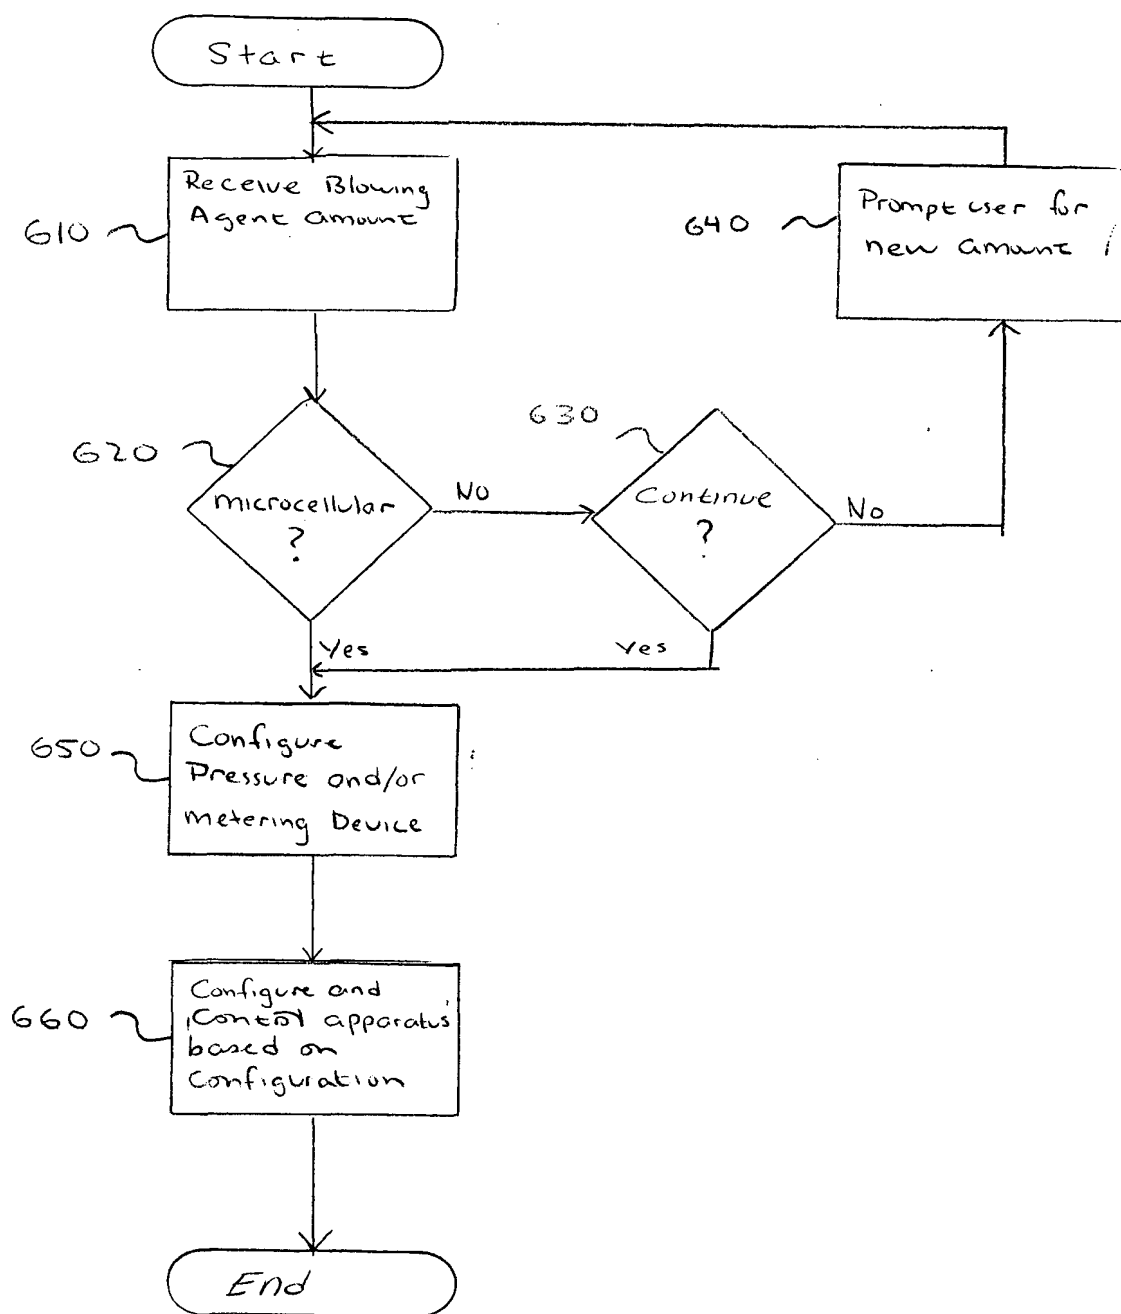 Start
Receive Blowing
Agent amount
610
Prompt user for
new amount
640
620
microcellular
?
No
630
Continue
?
No
Yes
Yes
650
Configure
Pressure and/or
metering Device
660
Configure and
Control apparatus
based on
Configuration
End